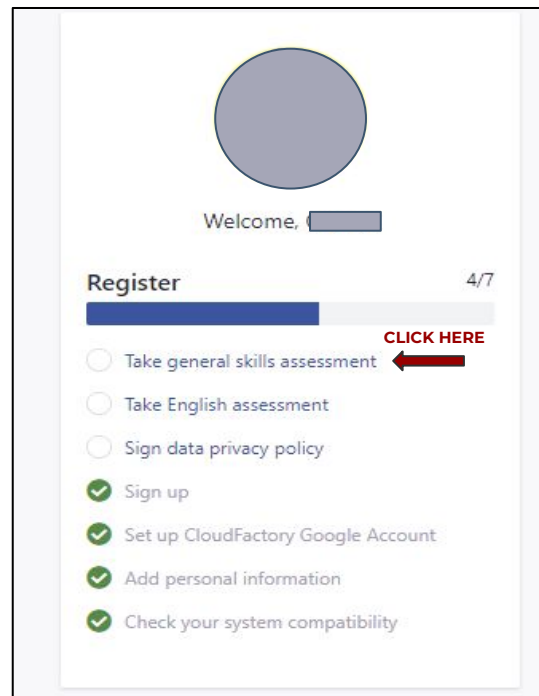 Welcome,
Register 4/7
CLICK HERE
Take general skills assessment
Take English assessment
Sign data privacy policy
Sign up
Set up CloudFactory Google Account
Add personal information
Check your system compatibility